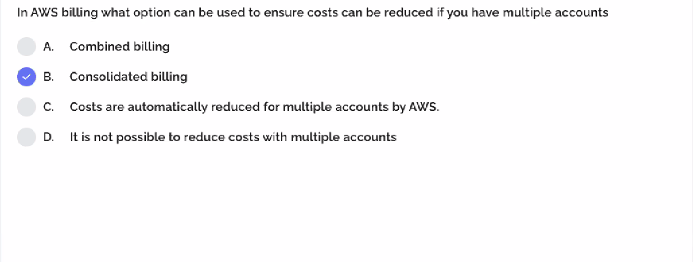 In AWS billing what option can be used to ensure costs can be reduced if you have multiple accounts
A. Combined billing
B. Consolidated billing
C. Costs are automatically reduced for multiple accounts by AWS.
D. It is not possible to reduce costs with multiple accounts